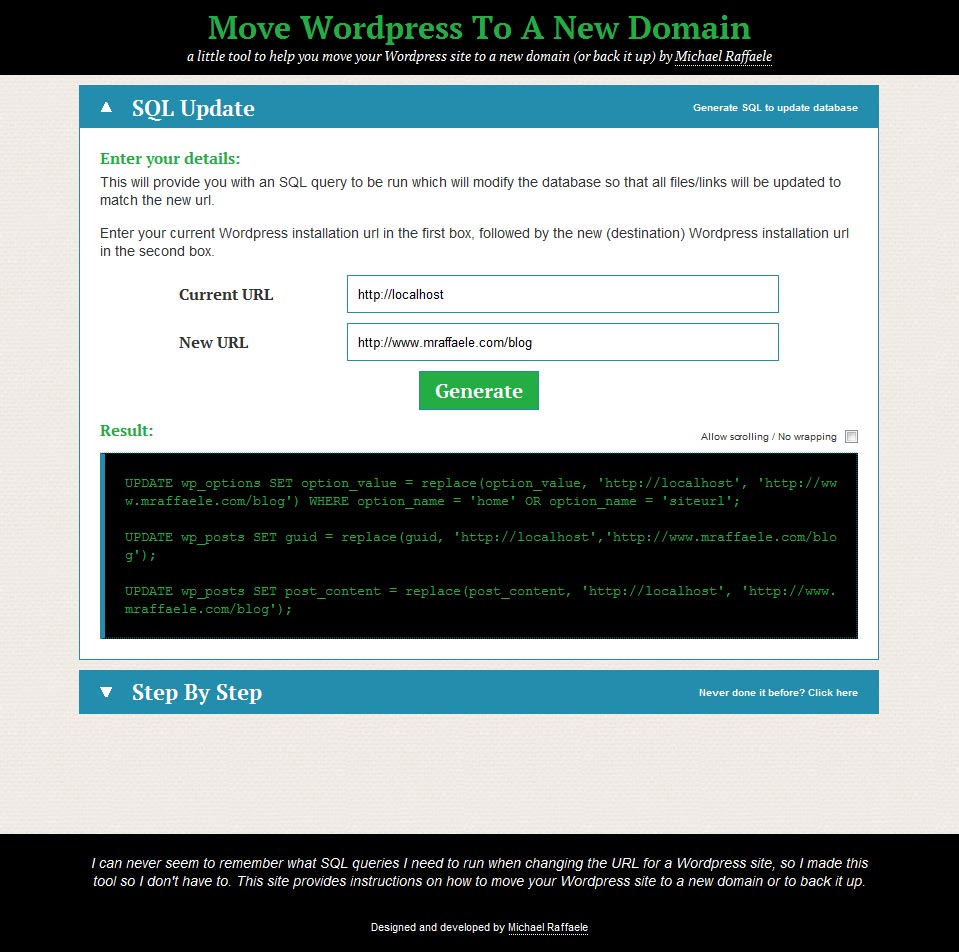 Move Wordpress To A New Domain
a little tool to help you move your Wordpress site to a new domain (or back it up) by Michael Raffaele
▲ SQL Update Generate SQL to update database
Enter your details:
This will provide you with an SQL query to be run which will modify the database so that all files/links will be updated to
match the new url.
Enter your current Wordpress installation url in the first box, followed by the new (destination) Wordpress installation url
in the second box.
Current URL http://localhost
New URL http://www.mraffaele.com/blog
Generate
Result: Allow scrolling / No wrapping
UPDATE wp_options SET option_value = replace(option_value, 'http://localhost', 'http://ww
w.mraffaele.com/blog') WHERE option_name = 'home' OR option_name = 'siteurl';
UPDATE wp_posts SET guid = replace(guid, 'http://localhost','http://www.mraffaele.com/blo
g');
UPDATE wp_posts SET post_content = replace(post_content, 'http://localhost', 'http://www.
mraffaele.com/blog');
▼ Step By Step Never done it before? Click here
I can never seem to remember what SQL queries I need to run when changing the URL for a Wordpress site, so I made this
tool so I don't have to. This site provides instructions on how to move your Wordpress site to a new domain or to back it up.
Designed and developed by Michael Raffaele